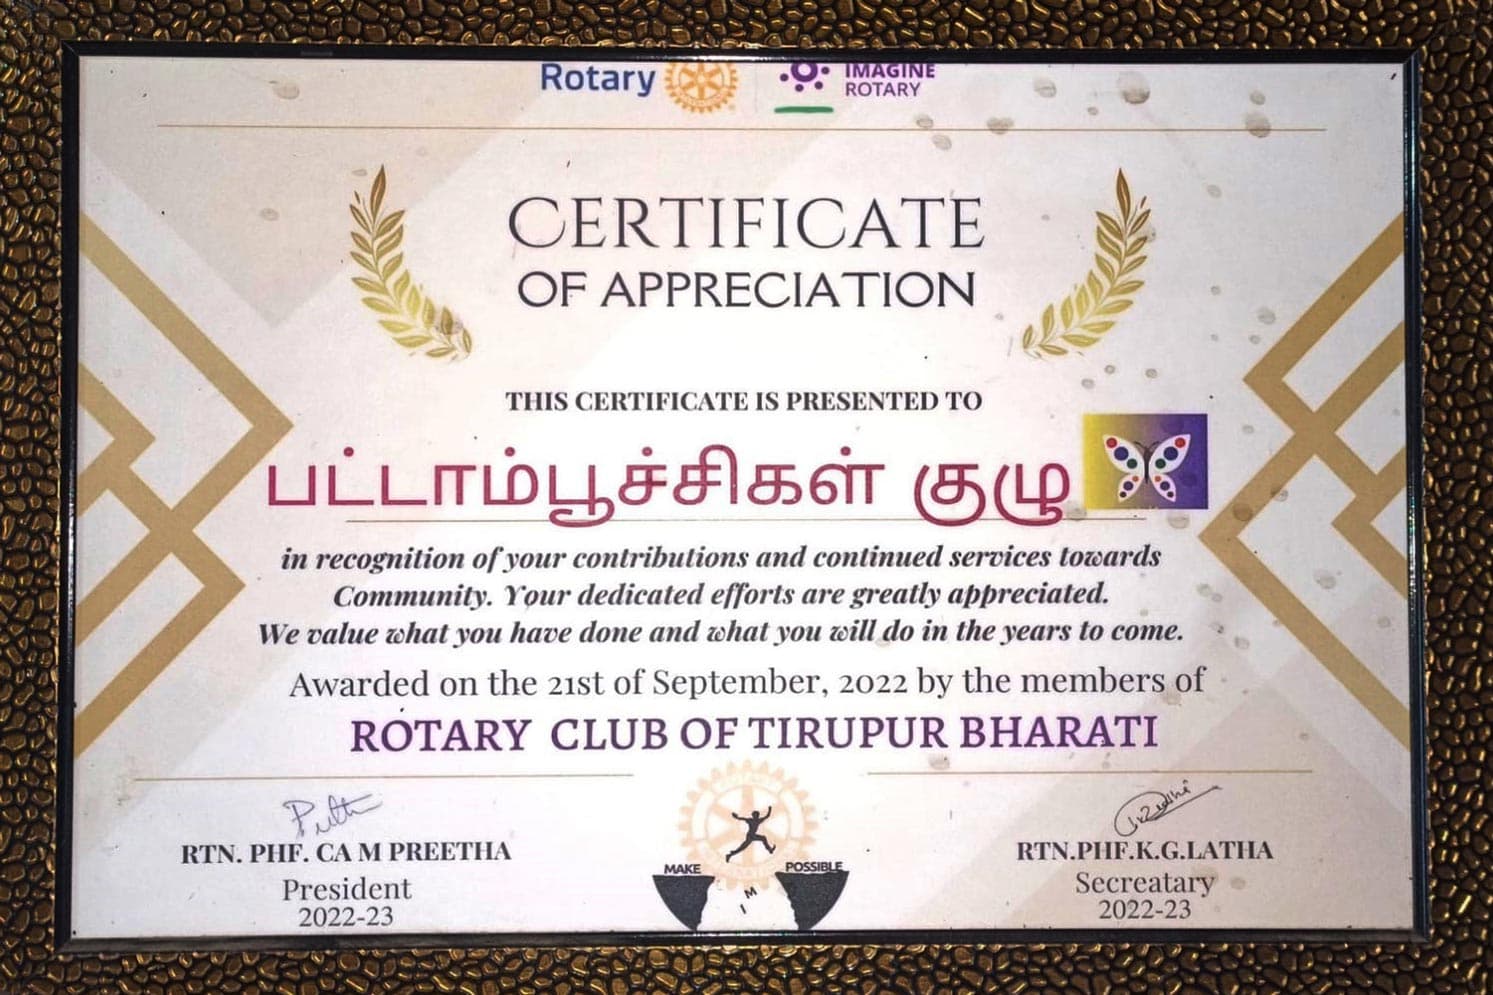 Rotary
IMAGINE
ROTARY
CERTIFICATE
OF APPRECIATION
THIS CERTIFICATE IS PRESENTED TO
பட்டாம்பூச்சிகள் குழு
in recognition of your contributions and continued services towards
Community. Your dedicated efforts are greatly appreciated.
We value what you have done and what you will do in the years to come.
Awarded on the 21st of September, 2022 by the members of
ROTARY CLUB OF TIRUPUR BHARATI
RTN. PHF. CA M PREETHA
President
2022-23
MAKE
IM
POSSIBLE
RTN.PHF.K.G.LATHA
Secreatary
2022-23